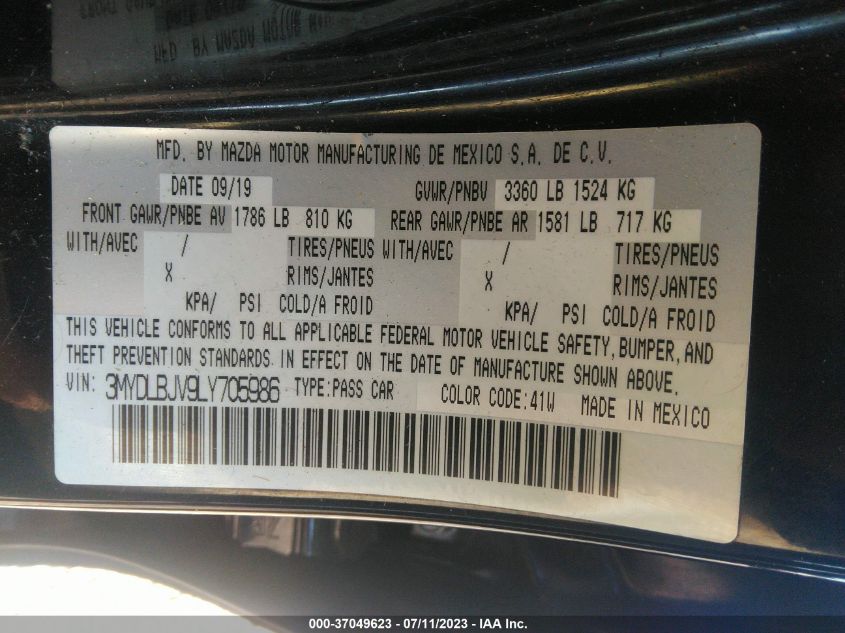 MFD. BY MAZDA MOTOR MANUFACTURING DE MEXICO S.A. DE C.V.
DATE 09/19 GVWR/PNBV 3360 LB 1524 KG
FRONT GAWR/PNBE AV 1786 LB 810 KG REAR GAWR/PNBE AR 1581 LB 717 KG
WITH/AVEC / TIRES/PNEUS WITH/AVEC / TIRES/PNEUS
X RIMS/JANTES X RIMS/JANTES
KPA/ PSI COLD/A FROID KPA/ PSI COLD/A FROID
THIS VEHICLE CONFORMS TO ALL APPLICABLE FEDERAL MOTOR VEHICLE SAFETY, BUMPER, AND
THEFT PREVENTION STANDARDS IN EFFECT ON THE DATE OF MANUFACTURE SHOWN ABOVE.
VIN: 3MYDLBJV9LY705986 TYPE:PASS CAR COLOR CODE:41W MADE IN MEXICO
000-37049623 - 07/11/2023 - IAA Inc.